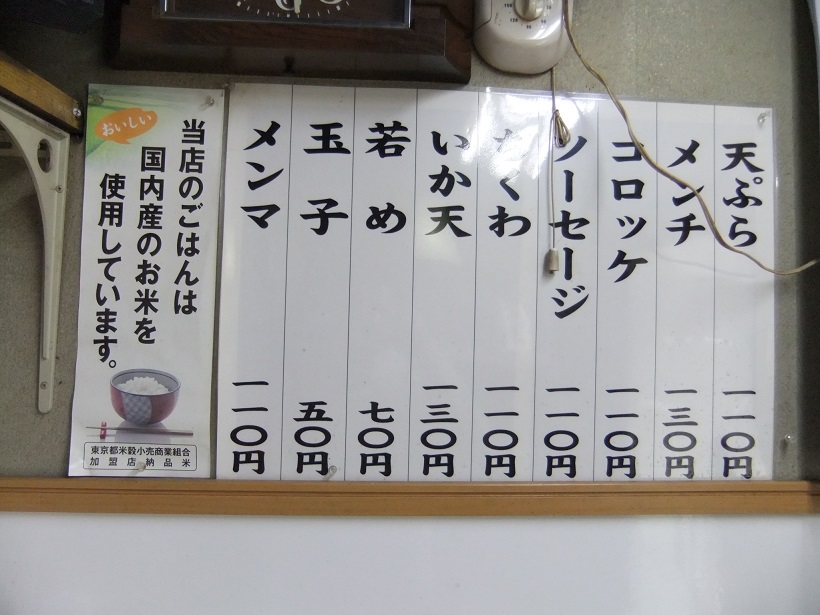 天ぷら 一一〇円
メンチ 一三〇円
コロッケ 一一〇円
ソーセージ 一一〇円
ちくわ 一一〇円
いか天 一三〇円
若め 七〇円
玉子 五〇円
メンマ 一一〇円
おいしい
当店のごはんは
国内産のお米を
使用しています。
東京都米穀小売商業組合
加盟店納品米